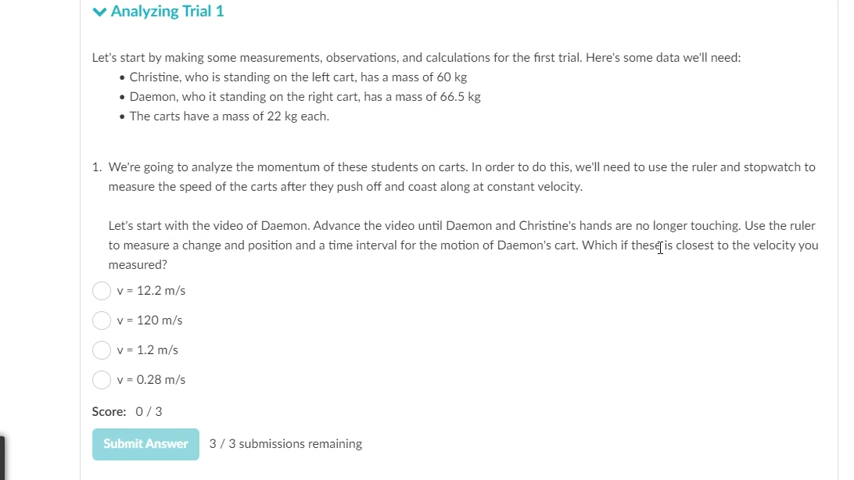 Analyzing Trial 1
Let's start by making some measurements, observations, and calculations for the first trial. Here's some data we'll need:
• Christine, who is standing on the left cart, has a mass of 60 kg
• Daemon, who it standing on the right cart, has a mass of 66.5 kg
• The carts have a mass of 22 kg each.
1. We're going to analyze the momentum of these students on carts. In order to do this, we'll need to use the ruler and stopwatch to
measure the speed of the carts after they push off and coast along at constant velocity.
Let's start with the video of Daemon. Advance the video until Daemon and Christine's hands are no longer touching. Use the ruler
to measure a change and position and a time interval for the motion of Daemon's cart. Which if these is closest to the velocity you
measured?
v = 12.2 m/s
v = 120 m/s
v = 1.2 m/s
v = 0.28 m/s
Score: 0 / 3
Submit Answer 3 / 3 submissions remaining